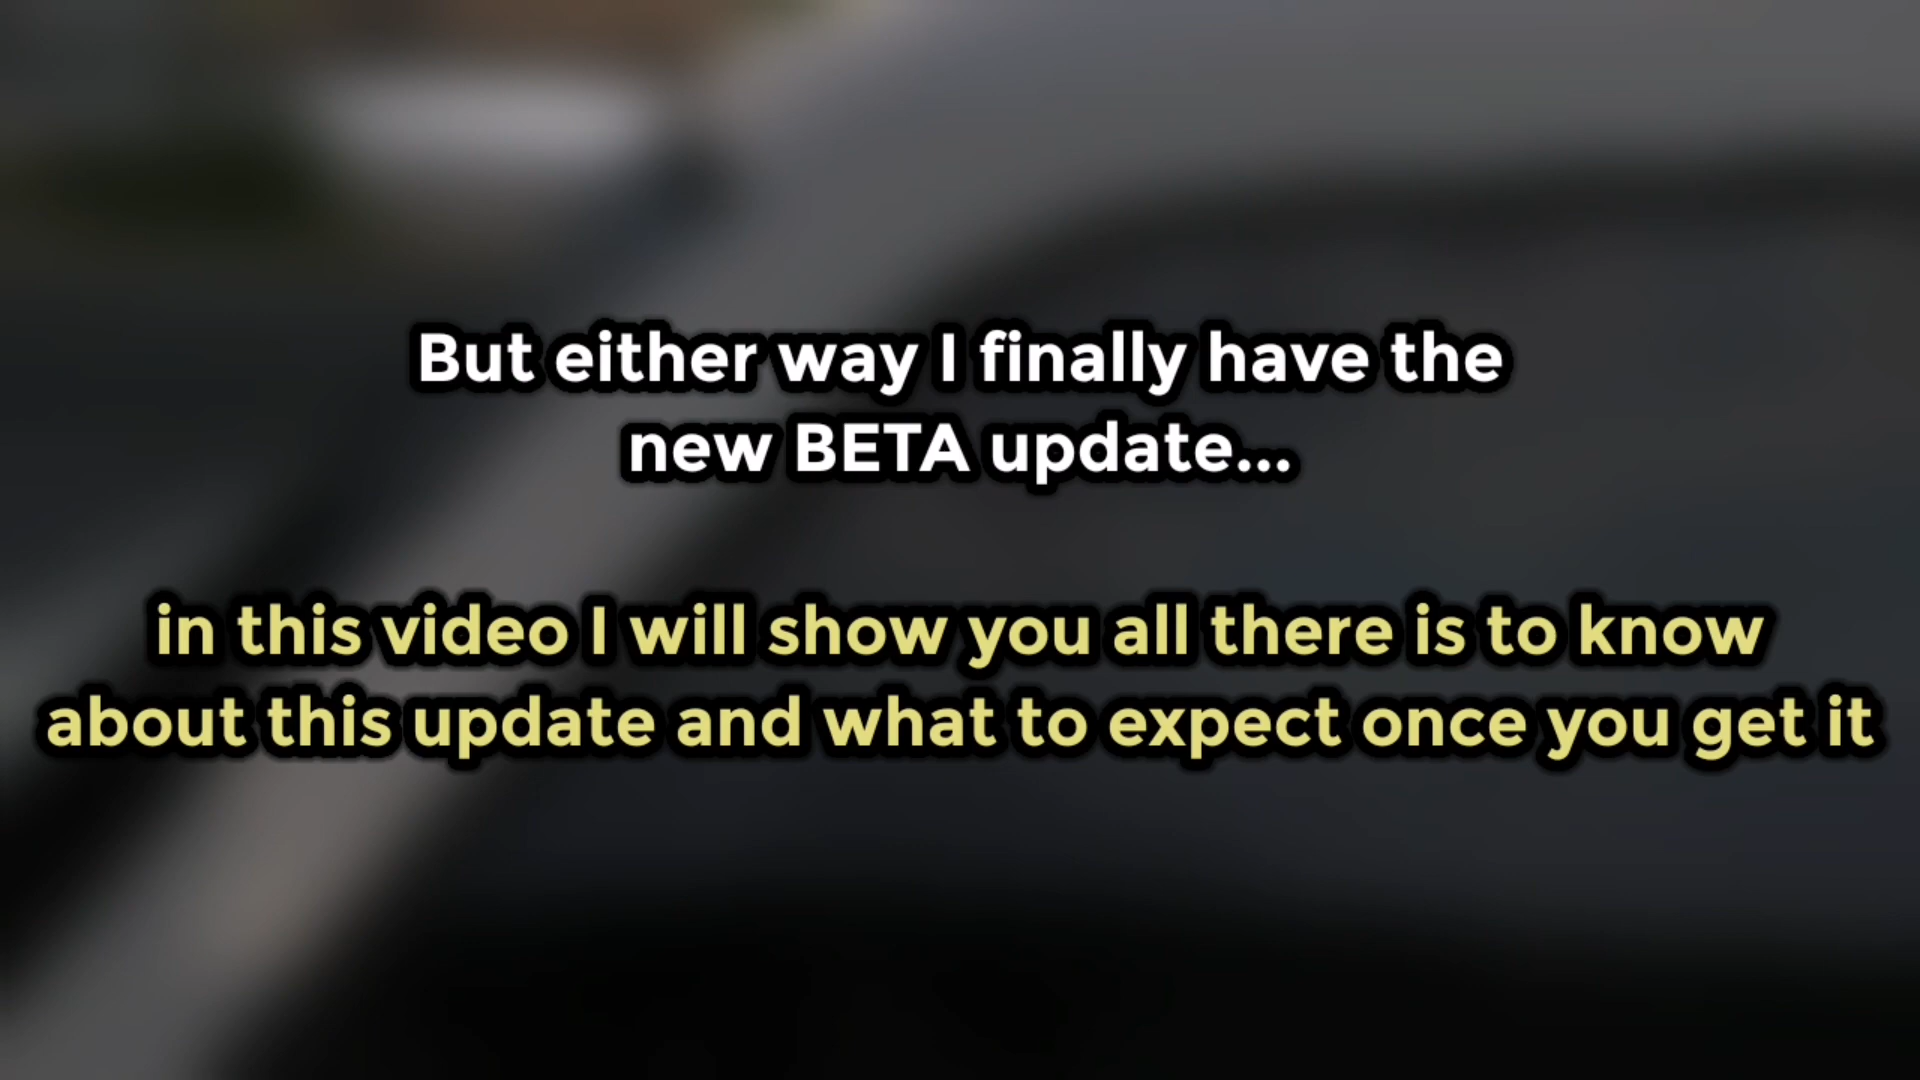 But either way I finally have the
new BETA update...
in this video I will show you all there is to know
about this update and what to expect once you get it